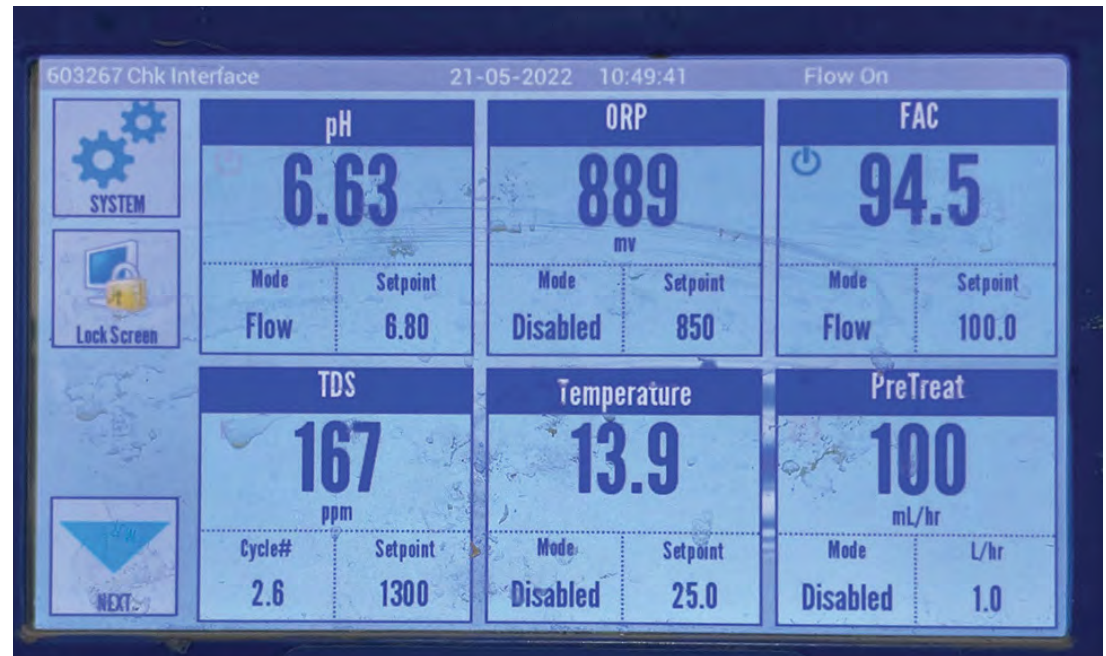 603267 Chk Interface 21-05-2022 10:49:41 Flow On
SYSTEM
Lock Screen
NEXT
pH
6.63
Mode Setpoint
Flow 6.80
ORP
889
mv
Mode Setpoint
Disabled 850
FAC
94.5
Mode Setpoint
Flow 100.0
TDS
167
ppm
Cycle# Setpoint
2.6 1300
Temperature
13.9
Mode Setpoint
Disabled 25.0
PreTreat
100
mL/hr
Mode L/hr
Disabled 1.0